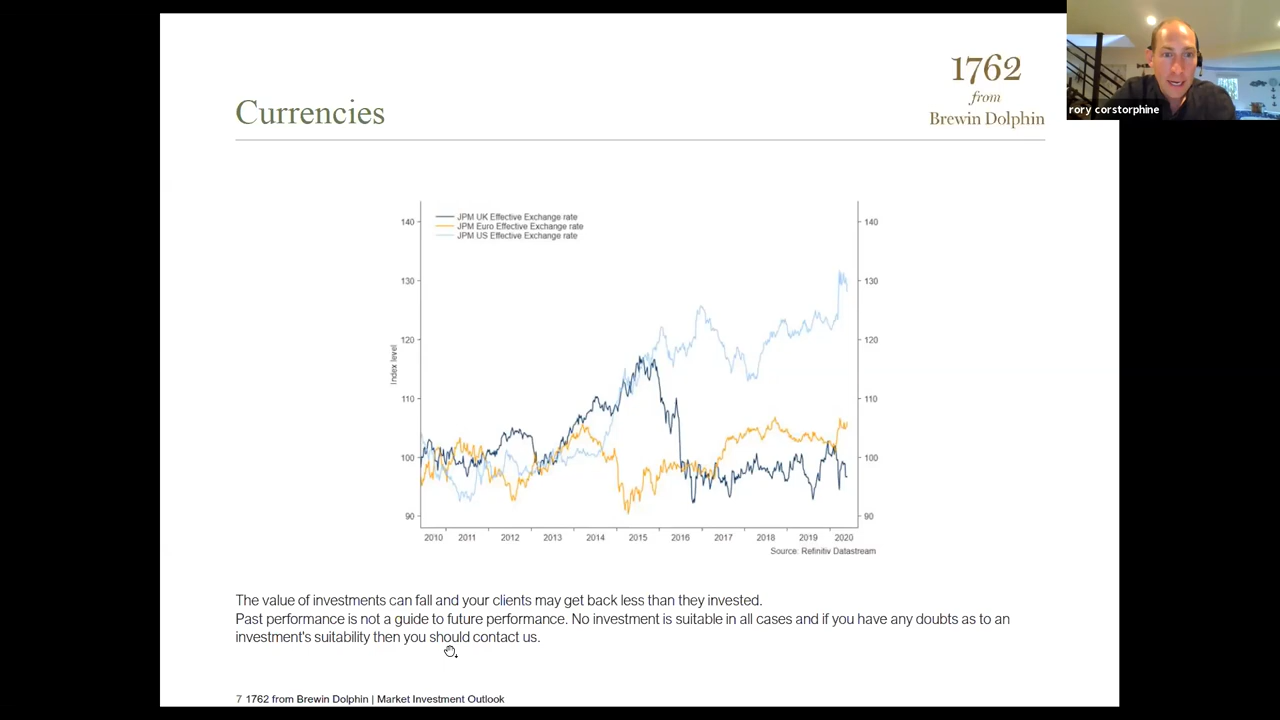 1762
from
Brewin Dolphin
rory corstorphine
Currencies
JPM UK Effective Exchange rate
JPM Euro Effective Exchange rate
JPM US Effective Exchange rate
140
130
120
110
100
90
Index level
140
130
120
110
100
90
2010 2011 2012 2013 2014 2015 2016 2017 2018 2019 2020
Source: Refinitiv Datastream
The value of investments can fall and your clients may get back less than they invested.
Past performance is not a guide to future performance. No investment is suitable in all cases and if you have any doubts as to an
investment's suitability then you should contact us.
7 1762 from Brewin Dolphin | Market Investment Outlook